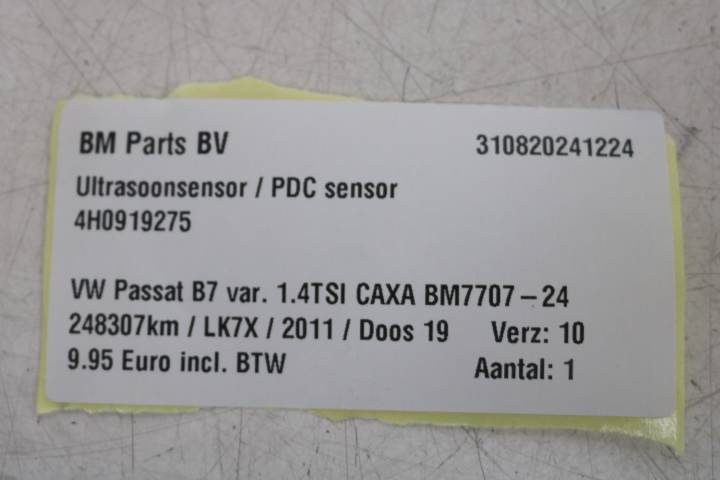 BM Parts BV 310820241224
Ultrasoonsensor / PDC sensor
4H0919275
VW Passat B7 var. 1.4TSI CAXA BM7707-24
248307km / LK7X / 2011 / Doos 19 Verz: 10
9.95 Euro incl. BTW Aantal: 1